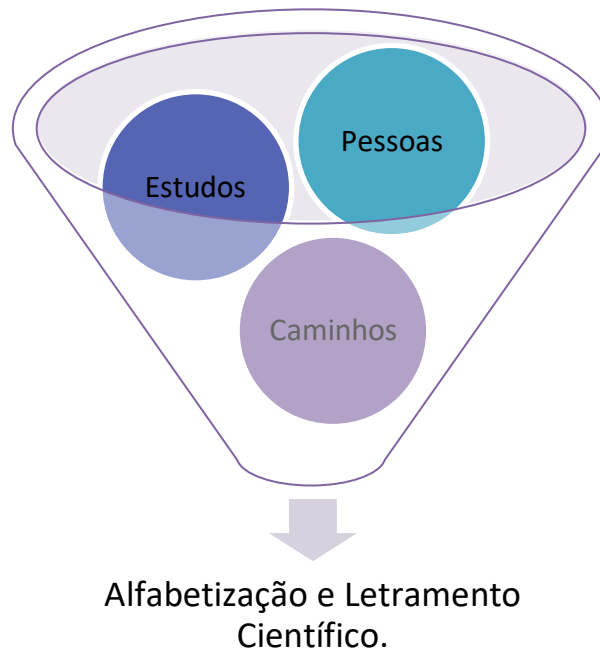 Pessoas
Estudos
Caminhos
Alfabetização e Letramento
Científico.